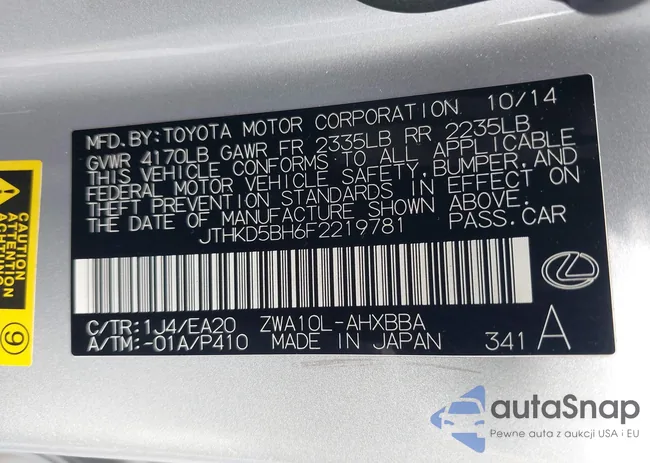 MFD.BY:TOYOTA MOTOR CORPORATION 10/14
GVWR 4170LB GAWR FR 2335LB RR 2235LB
THIS VEHICLE CONFORMS TO ALL APPLICABLE
FEDERAL MOTOR VEHICLE SAFETY,BUMPER,AND
THEFT PREVENTION STANDARDS IN EFFECT ON
THE DATE OF MANUFACTURE SHOWN ABOVE.
JTHKD5BH6F2219781 PASS.CAR
C/TR:1J4/EA20 ZWA10L-AHXBBA
A/TM:-01A/P410 MADE IN JAPAN 341 A
9
autaSnap
Pewne auta z aukcji USA i EU